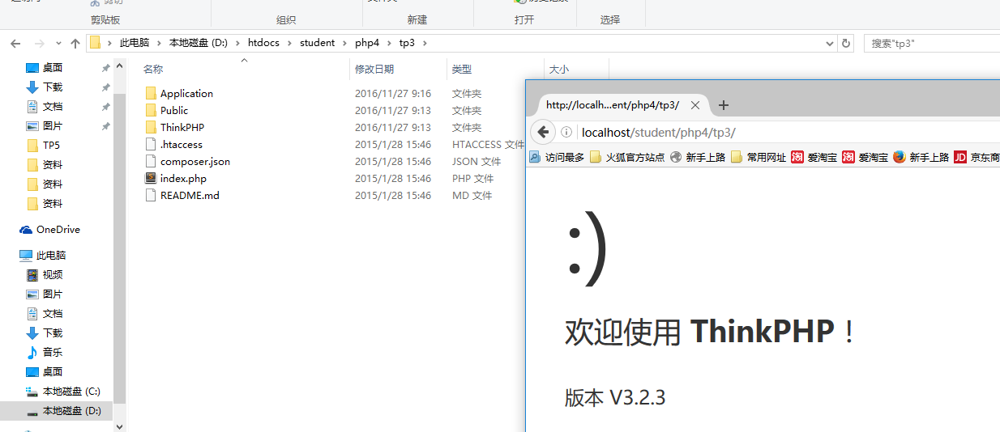 剪切
剪贴板 组织 新建 打开 选择
此电脑 本地磁盘 (D:) htdocs student php4 tp3 搜索"tp3"
桌面
下载
文档
图片
TP5
资料
资料
资料
OneDrive
此电脑
视频
图片
文档
下载
音乐
桌面
本地磁盘 (C:)
本地磁盘 (D:)
名称 修改日期 类型 大小
Application 2016/11/27 9:16 文件夹
Public 2016/11/27 9:13 文件夹
ThinkPHP 2016/11/27 9:13 文件夹
.htaccess 2015/1/28 15:46 HTACCESS 文件
composer.json 2015/1/28 15:46 JSON 文件
index.php 2015/1/28 15:46 PHP 文件
README.md 2015/1/28 15:46 MD 文件
http://localh...ent/php4/tp3/
localhost/student/php4/tp3/
访问最多 火狐官方站点 新手上路 常用网址 淘 爱淘宝 淘 爱淘宝 新手上路 JD 京东商
:)
欢迎使用 ThinkPHP！
版本 V3.2.3